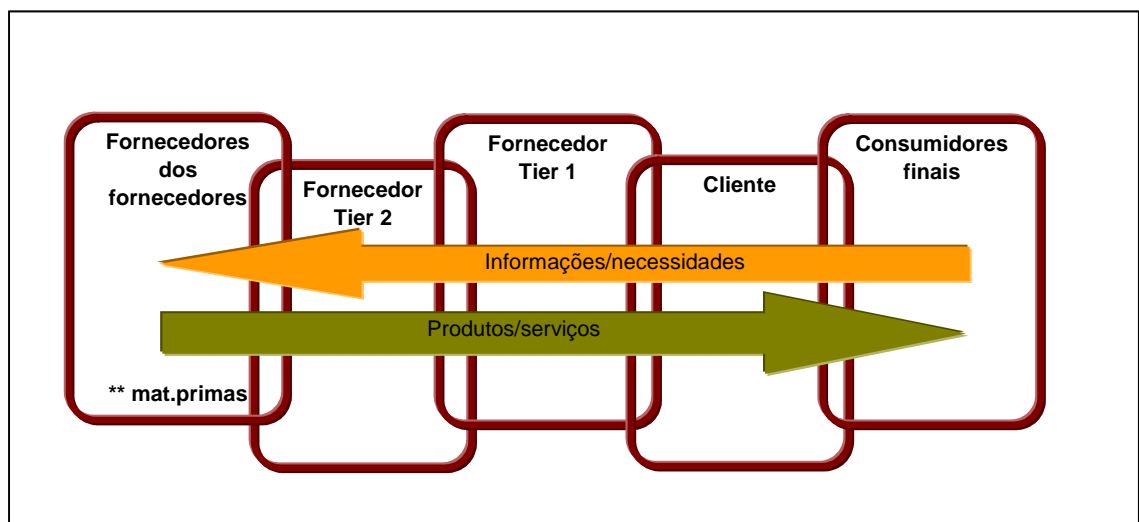 Fornecedores
dos
fornecedores
Fornecedor
Tier 2
Fornecedor
Tier 1
Cliente
Consumidores
finais
Informações/necessidades
Produtos/serviços
** mat.primas